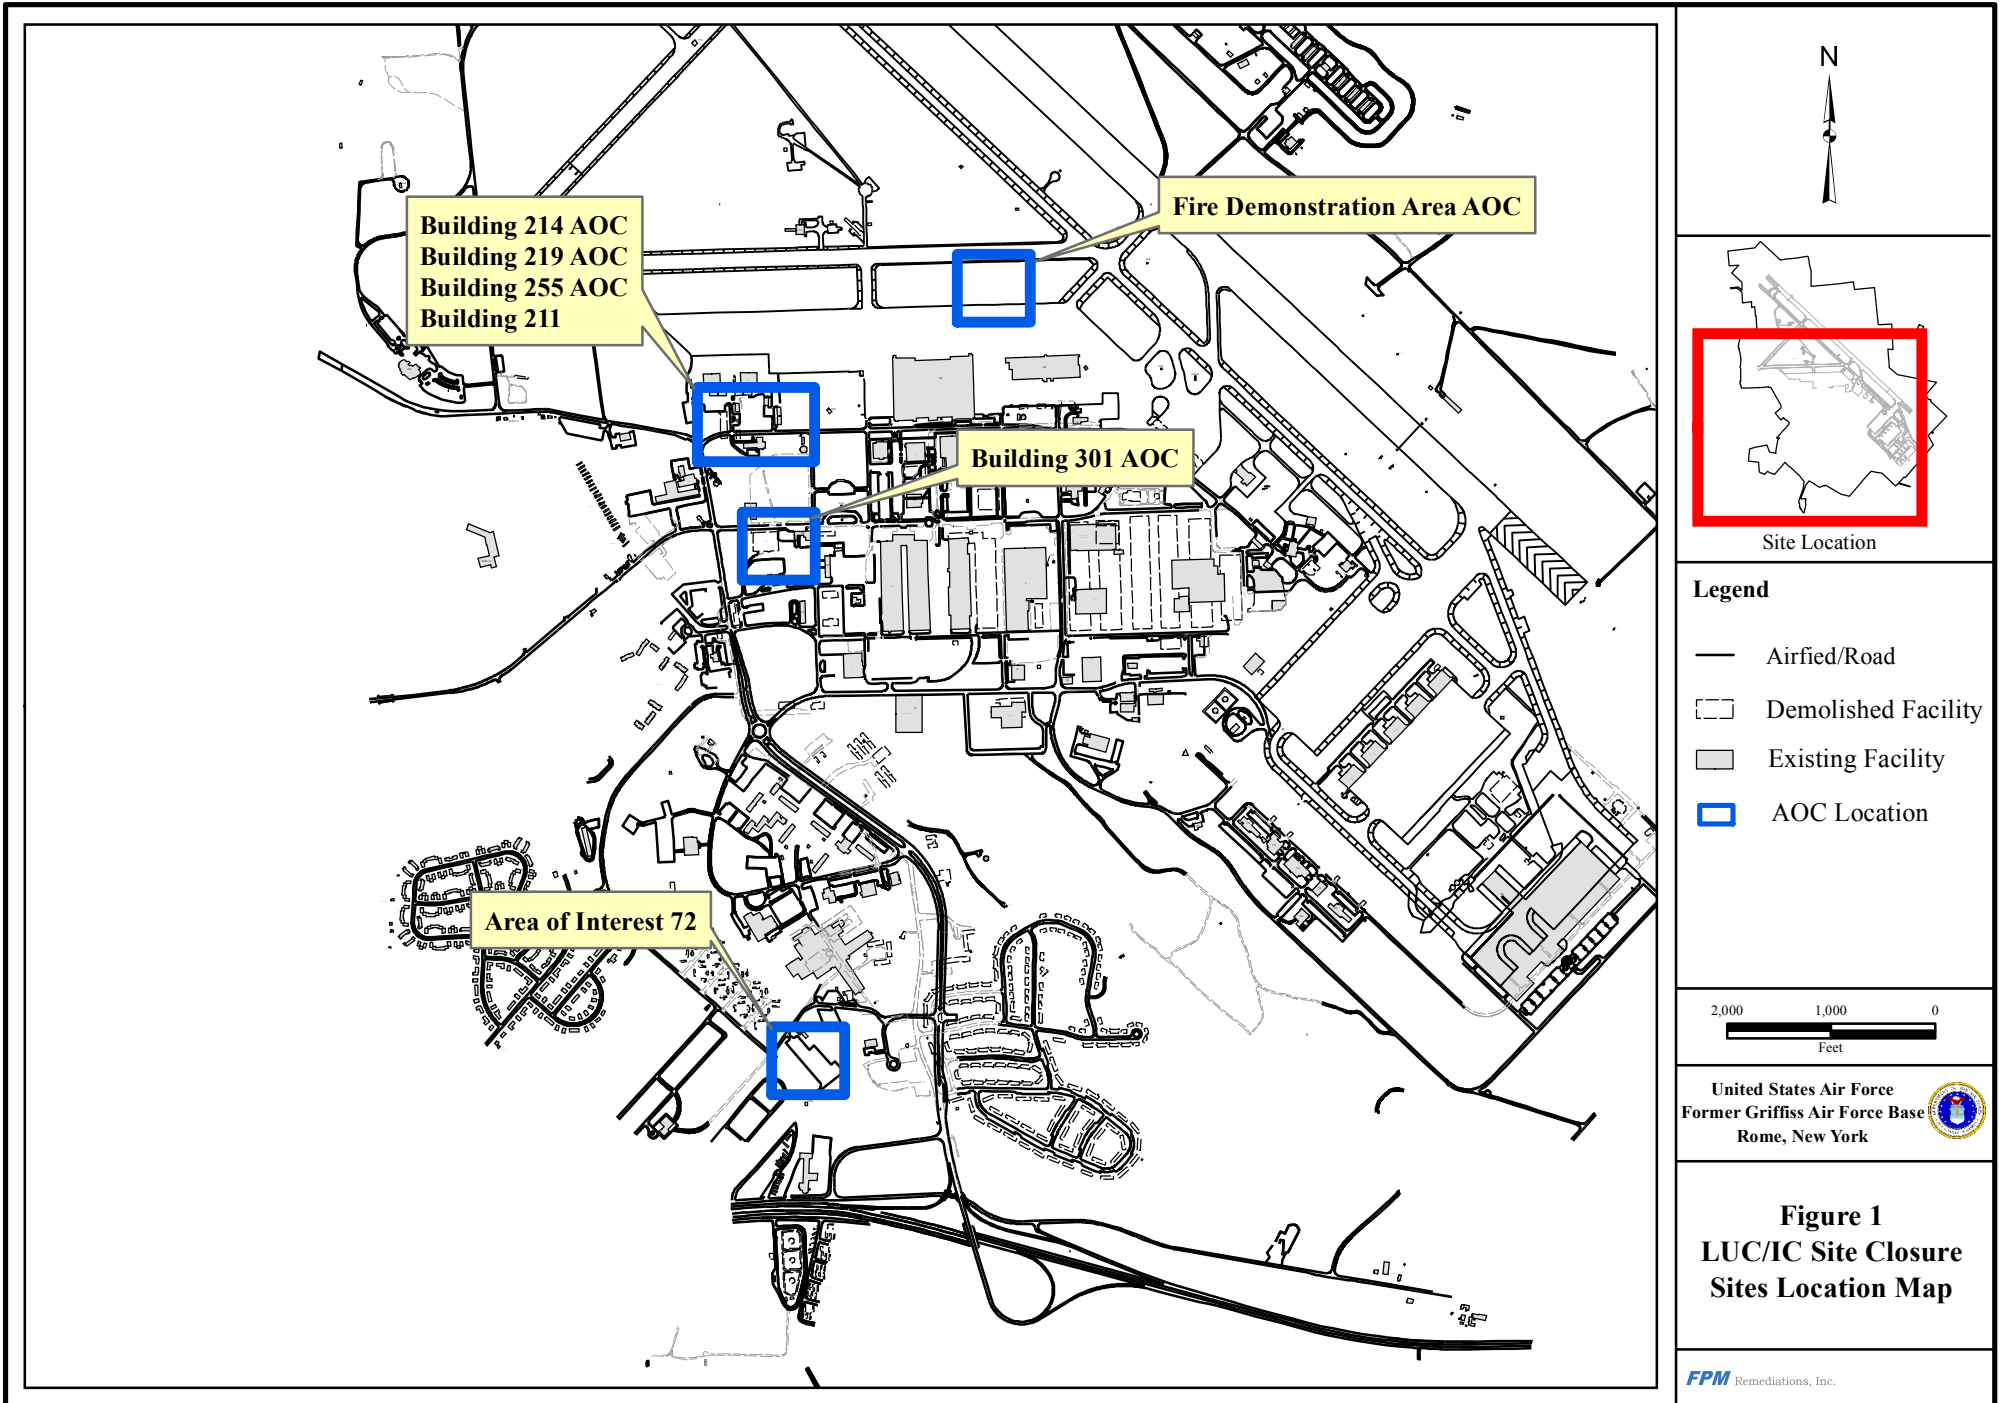 Building 214 AOC
Building 219 AOC
Building 255 AOC
Building 211
Fire Demonstration Area AOC
Building 301 AOC
Area of Interest 72
N
Site Location
Legend
Airfied/Road
Demolished Facility
Existing Facility
AOC Location
2,000 1,000 0
Feet
United States Air Force
Former Griffiss Air Force Base
Rome, New York
Figure 1
LUC/IC Site Closure
Sites Location Map
FPM Remediations, Inc.